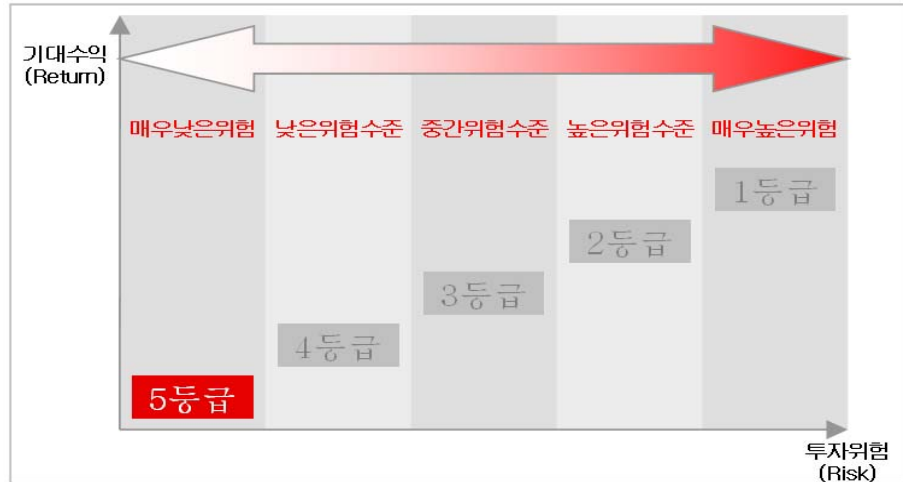 기대수익
(Return)
매우낮은위험 낮은위험수준 중간위험수준 높은위험수준 매우높은위험
1등급
2등급
3등급
4등급
5등급
투자위험
(Risk)